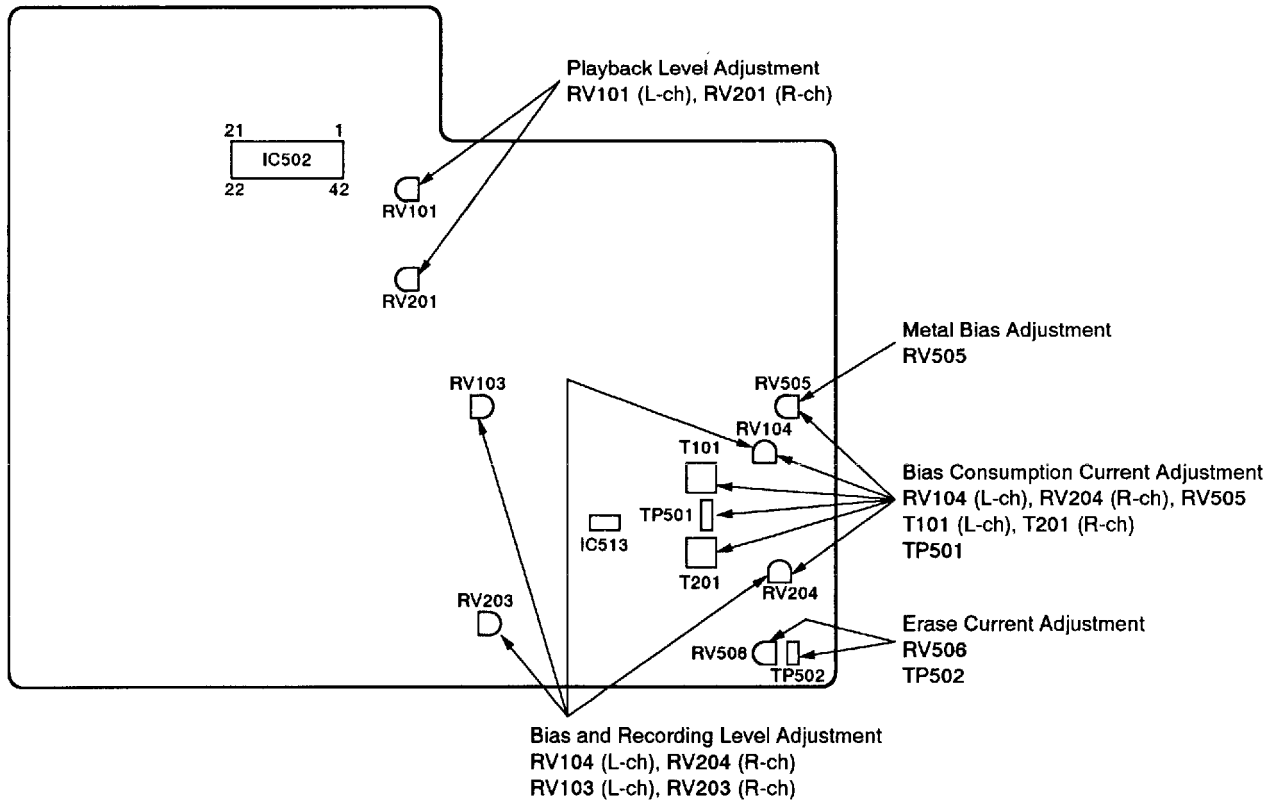 Playback Level Adjustment
RV101 (L-ch), RV201 (R-ch)
21 1
IC502
22 42
RV101
RV201
Metal Bias Adjustment
RV505
RV103
RV505
RV104
T101
Bias Consumption Current Adjustment
RV104 (L-ch), RV204 (R-ch), RV505
T101 (L-ch), T201 (R-ch)
TP501
TP501
IC513
T201
RV204
RV203
Erase Current Adjustment
RV506
TP502
RV506
TP502
Bias and Recording Level Adjustment
RV104 (L-ch), RV204 (R-ch)
RV103 (L-ch), RV203 (R-ch)